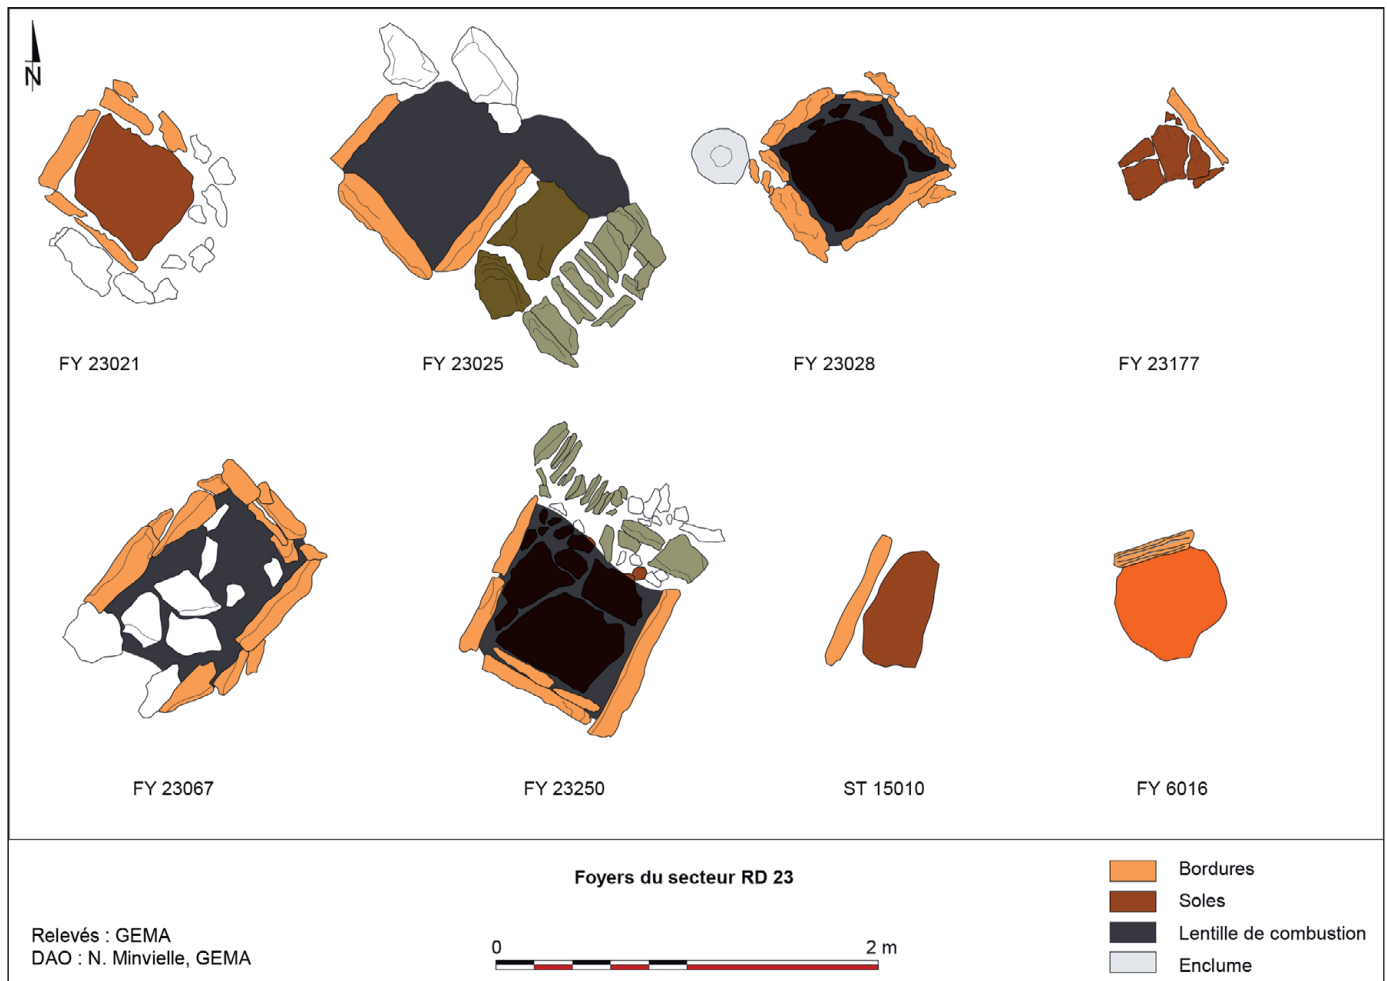 N
FY 23021
FY 23025
FY 23028
FY 23177
FY 23067
FY 23250
ST 15010
FY 6016
Foyers du secteur RD 23
Relevés : GEMA
DAO : N. Minvielle, GEMA
0
2 m
Bordures
Soles
Lentille de combustion
Enclume